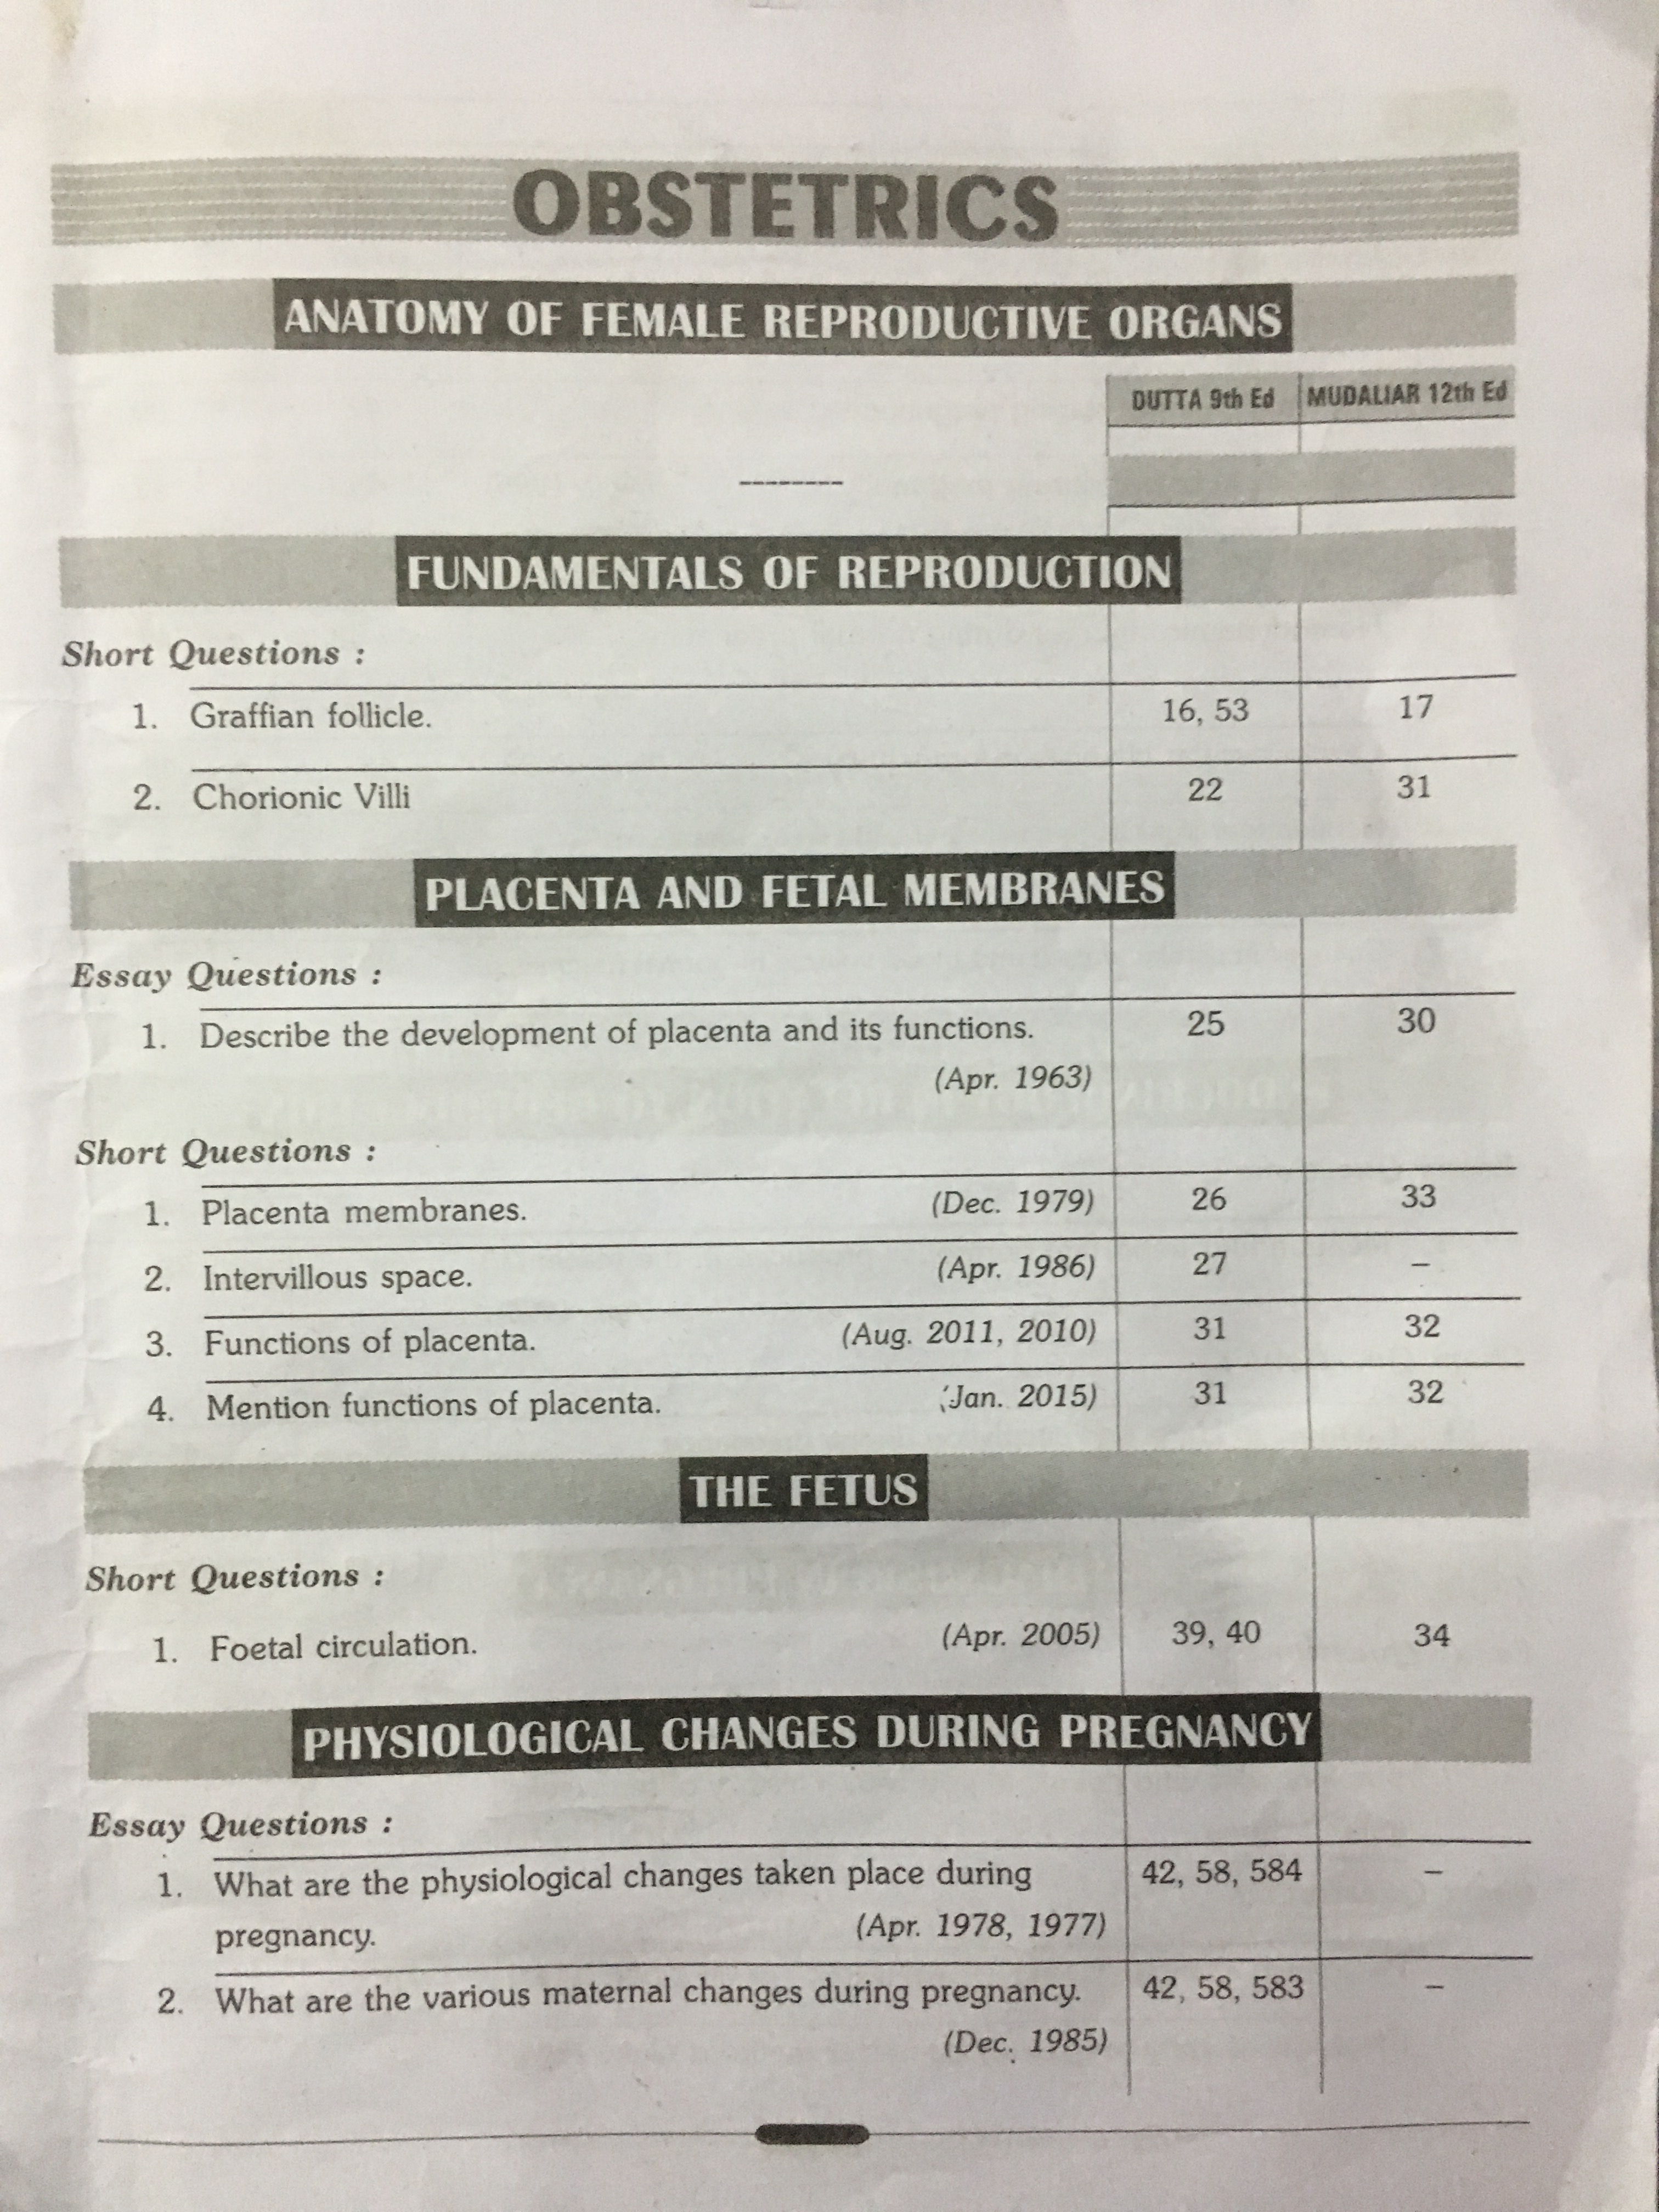 OBSTETRICS
ANATOMY OF FEMALE REPRODUCTIVE ORGANS
DUTTA 9th Ed MUDALIAR 12th Ed
--------
FUNDAMENTALS OF REPRODUCTION
Short Questions :
1. Graffian follicle. 16, 53 17
2. Chorionic Villi 22 31
PLACENTA AND FETAL MEMBRANES
Essay Questions :
1. Describe the development of placenta and its functions. 25 30
(Apr. 1963)
Short Questions :
1. Placenta membranes. (Dec. 1979) 26 33
2. Intervillous space. (Apr. 1986) 27 –
3. Functions of placenta. (Aug. 2011, 2010) 31 32
4. Mention functions of placenta. (Jan. 2015) 31 32
THE FETUS
Short Questions :
1. Foetal circulation. (Apr. 2005) 39, 40 34
PHYSIOLOGICAL CHANGES DURING PREGNANCY
Essay Questions :
1. What are the physiological changes taken place during 42, 58, 584 –
pregnancy. (Apr. 1978, 1977)
2. What are the various maternal changes during pregnancy. 42, 58, 583 –
(Dec. 1985)